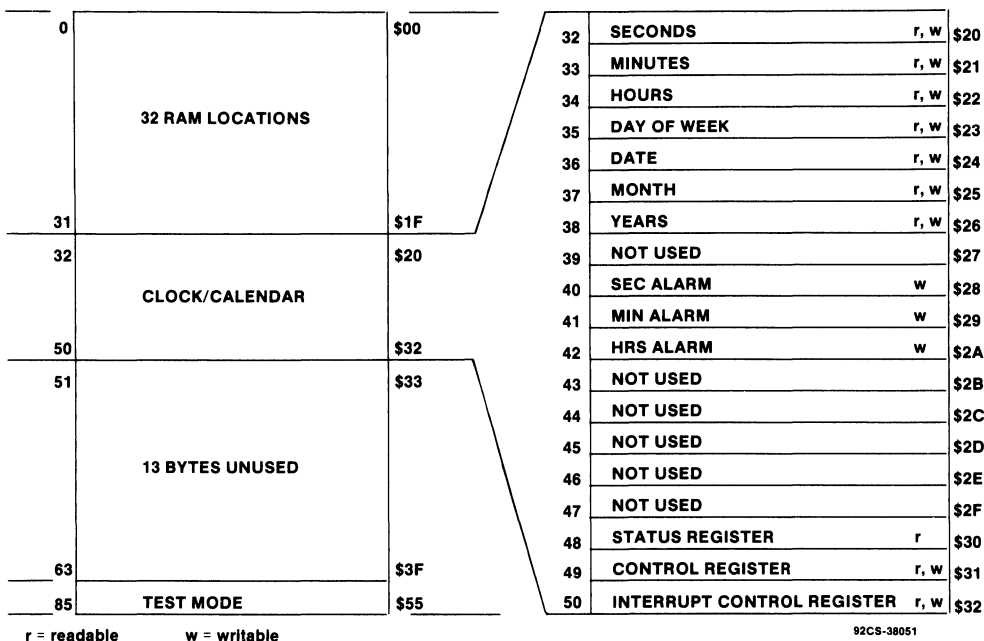 0 $00
32 RAM LOCATIONS
31 $1F
32 $20
CLOCK/CALENDAR
50 $32
51 $33
13 BYTES UNUSED
63 $3F
85 TEST MODE $55
32 SECONDS r, w $20
33 MINUTES r, w $21
34 HOURS r, w $22
35 DAY OF WEEK r, w $23
36 DATE r, w $24
37 MONTH r, w $25
38 YEARS r, w $26
39 NOT USED $27
40 SEC ALARM w $28
41 MIN ALARM w $29
42 HRS ALARM w $2A
43 NOT USED $2B
44 NOT USED $2C
45 NOT USED $2D
46 NOT USED $2E
47 NOT USED $2F
48 STATUS REGISTER r $30
49 CONTROL REGISTER r, w $31
50 INTERRUPT CONTROL REGISTER r, w $32
r = readable w = writable
92CS-38051